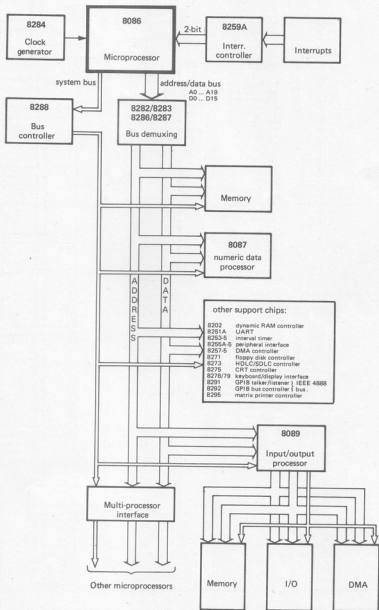 8284
Clock
generator
8086
Microprocessor
2-bit
8259A
Interr.
controller
Interrupts
system bus
address/data bus
A0 ... A19
D0 ... D15
8288
Bus
controller
8282/8283
8286/8287
Bus demuxing
Memory
8087
numeric data
processor
ADDRESS
DATA
other support chips:
8202 dynamic RAM controller
8251A UART
8253-5 interval timer
8255A-5 peripheral interface
8257-5 DMA controller
8271 floppy disk controller
8273 HDLC/SDLC controller
8275 CRT controller
8278/79 keyboard/display interface
8291 GPIB talker/listener } IEEE 4888
8292 GPIB bus controller } bus.
8295 matrix printer controller
8089
Input/output
processor
Multi-processor
interface
Other microprocessors
Memory
I/O
DMA